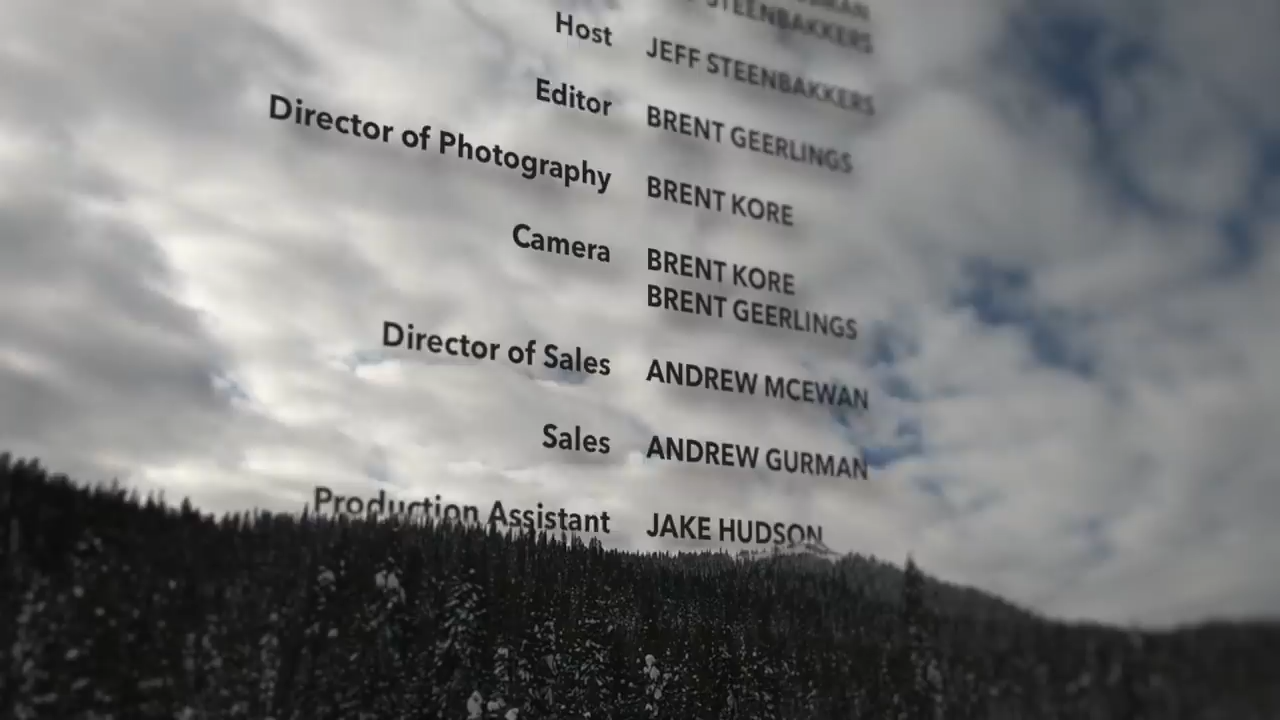 STEENBAKKERS
Host JEFF STEENBAKKERS
Editor BRENT GEERLINGS
Director of Photography BRENT KORE
Camera BRENT KORE
BRENT GEERLINGS
Director of Sales ANDREW MCEWAN
Sales ANDREW GURMAN
Production Assistant JAKE HUDSON